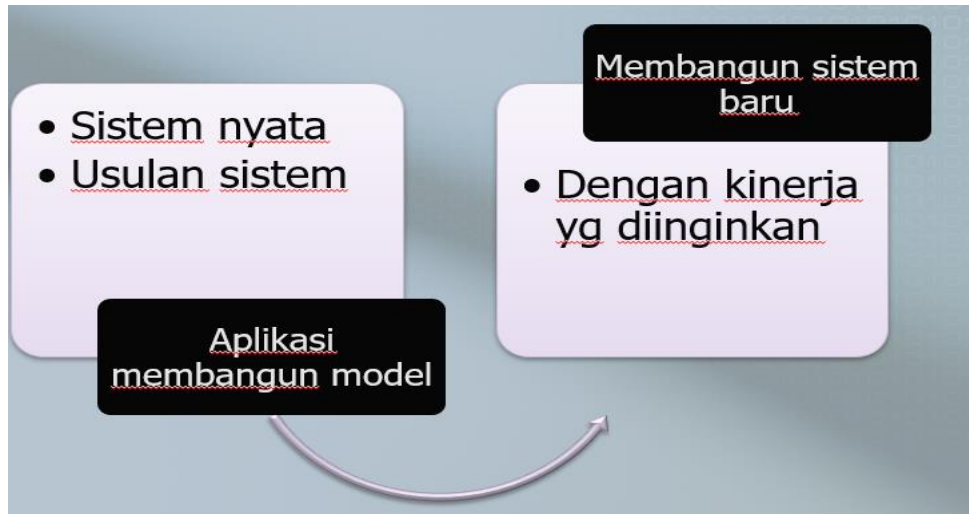 • Sistem nyata
• Usulan sistem
Aplikasi
membangun model
Membangun sistem
baru
• Dengan kinerja
yg diinginkan